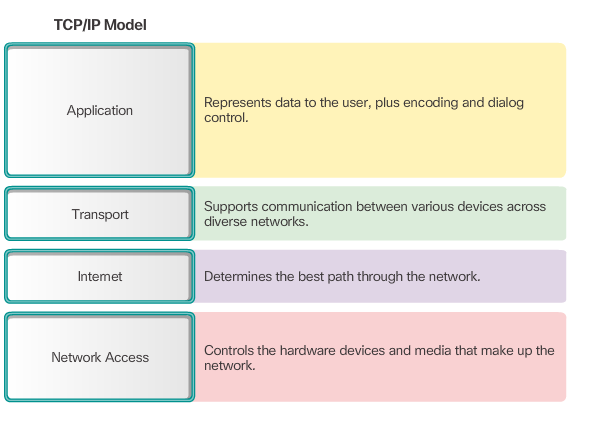 TCP/IP Model
Application
Represents data to the user, plus encoding and dialog
control.
Transport
Supports communication between various devices across
diverse networks.
Internet
Determines the best path through the network.
Network Access
Controls the hardware devices and media that make up the
network.